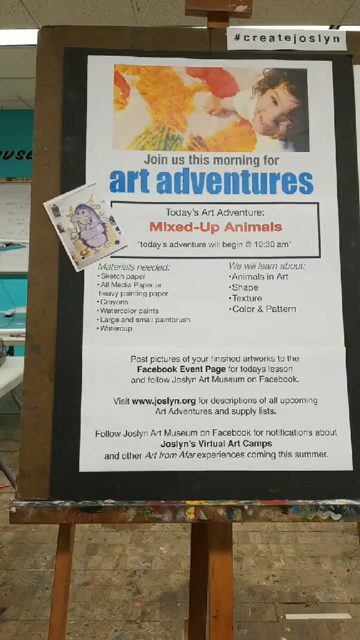 #createjoslyn
Join us this morning for
art adventures
Today's Art Adventure:
Mixed-Up Animals
"today's adventure will begin @ 10:30 am"
Materials needed:
•Sketch paper
•All Media Paper or
heavy painting paper
•Crayons
•Watercolor paints
•Large and small paintbrush
•Watercup
We will learn about:
•Animals in Art
•Shape
•Texture
•Color & Pattern
Post pictures of your finished artworks to the
Facebook Event Page for todays lesson
and follow Joslyn Art Museum on Facebook.
Visit www.joslyn.org for descriptions of all upcoming
Art Adventures and supply lists.
Follow Joslyn Art Museum on Facebook for notifications about
Joslyn's Virtual Art Camps
and other Art from Afar experiences coming this summer.